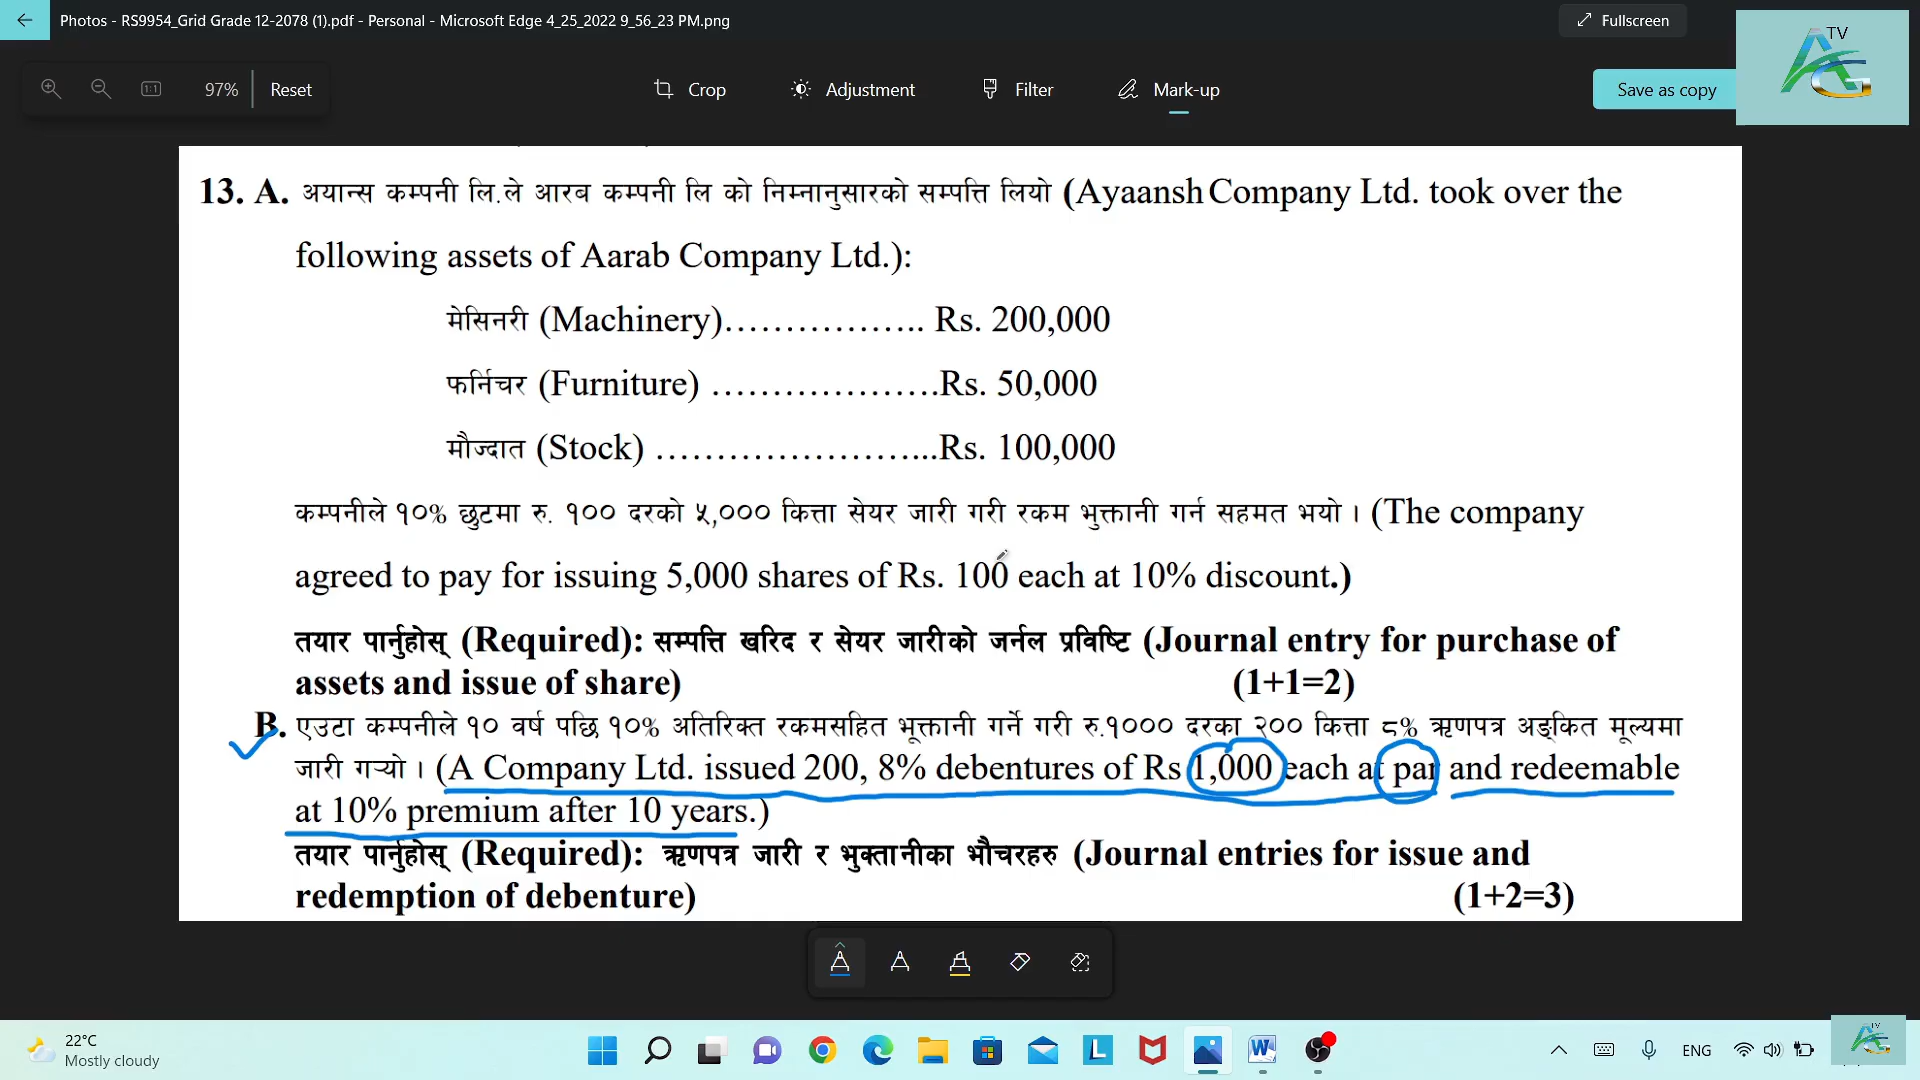 Photos - RS9954_Grid Grade 12-2078 (1).pdf - Personal - Microsoft Edge 4_25_2022 9_56_23 PM.png
Fullscreen
TV
97%
Reset
Crop
Adjustment
Filter
Mark-up
Save as copy
13. A. अयान्स कम्पनी लि.ले आरब कम्पनी लि को निम्नानुसारको सम्पत्ति लियो (Ayaansh Company Ltd. took over the
following assets of Aarab Company Ltd.):
मेसिनरी (Machinery)…………….. Rs. 200,000
फर्निचर (Furniture) ……………….Rs. 50,000
मौज्दात (Stock) …………………...Rs. 100,000
कम्पनीले १०% छुटमा रु. १०० दरको ५,००० कित्ता सेयर जारी गरी रकम भुक्तानी गर्न सहमत भयो । (The company
agreed to pay for issuing 5,000 shares of Rs. 100 each at 10% discount.)
तयार पार्नुहोस् (Required): सम्पत्ति खरिद र सेयर जारीको जर्नल प्रविष्टि (Journal entry for purchase of
assets and issue of share) (1+1=2)
B. एउटा कम्पनीले १० वर्ष पछि १०% अतिरिक्त रकमसहित भूक्तानी गर्ने गरी रु.१००० दरका २०० कित्ता ८% ऋणपत्र अङ्कित मूल्यमा
जारी गऱ्यो । (A Company Ltd. issued 200, 8% debentures of Rs 1,000 each at par and redeemable
at 10% premium after 10 years.)
तयार पार्नुहोस् (Required): ऋणपत्र जारी र भुक्तानीका भौचरहरु (Journal entries for issue and
redemption of debenture) (1+2=3)
22°C
Mostly cloudy
ENG